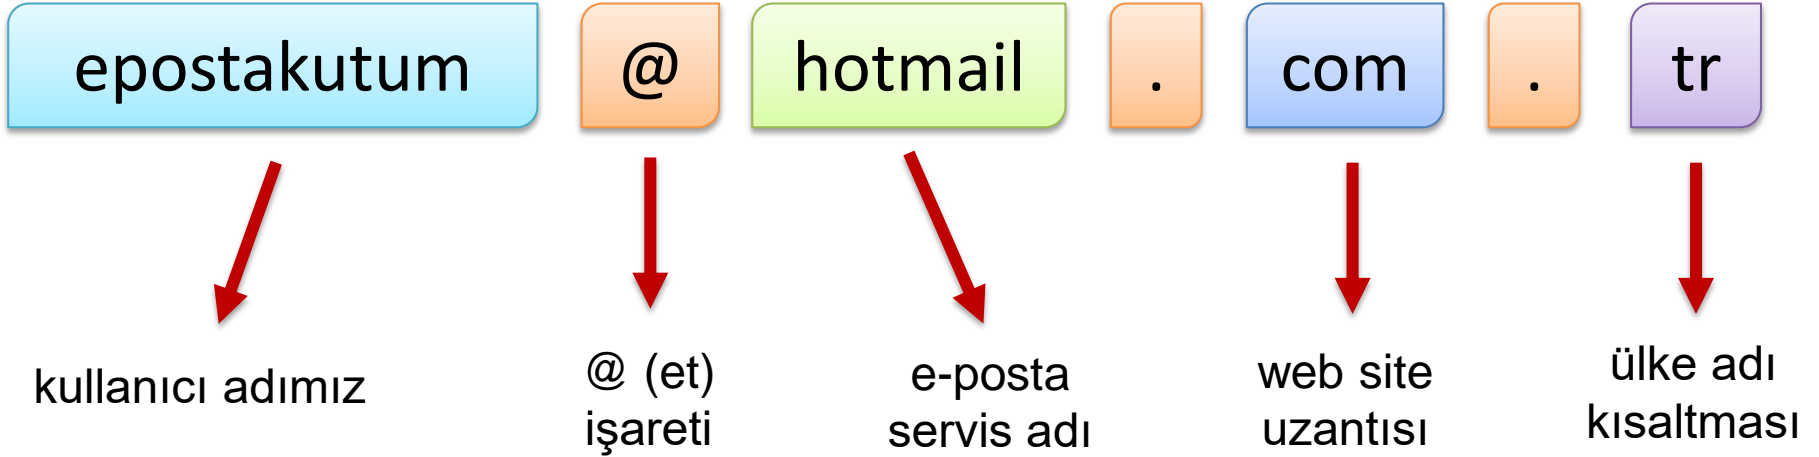 epostakutum @ hotmail . com . tr
kullanıcı adımız
@ (et)
işareti
e-posta
servis adı
web site
uzantısı
ülke adı
kısaltması